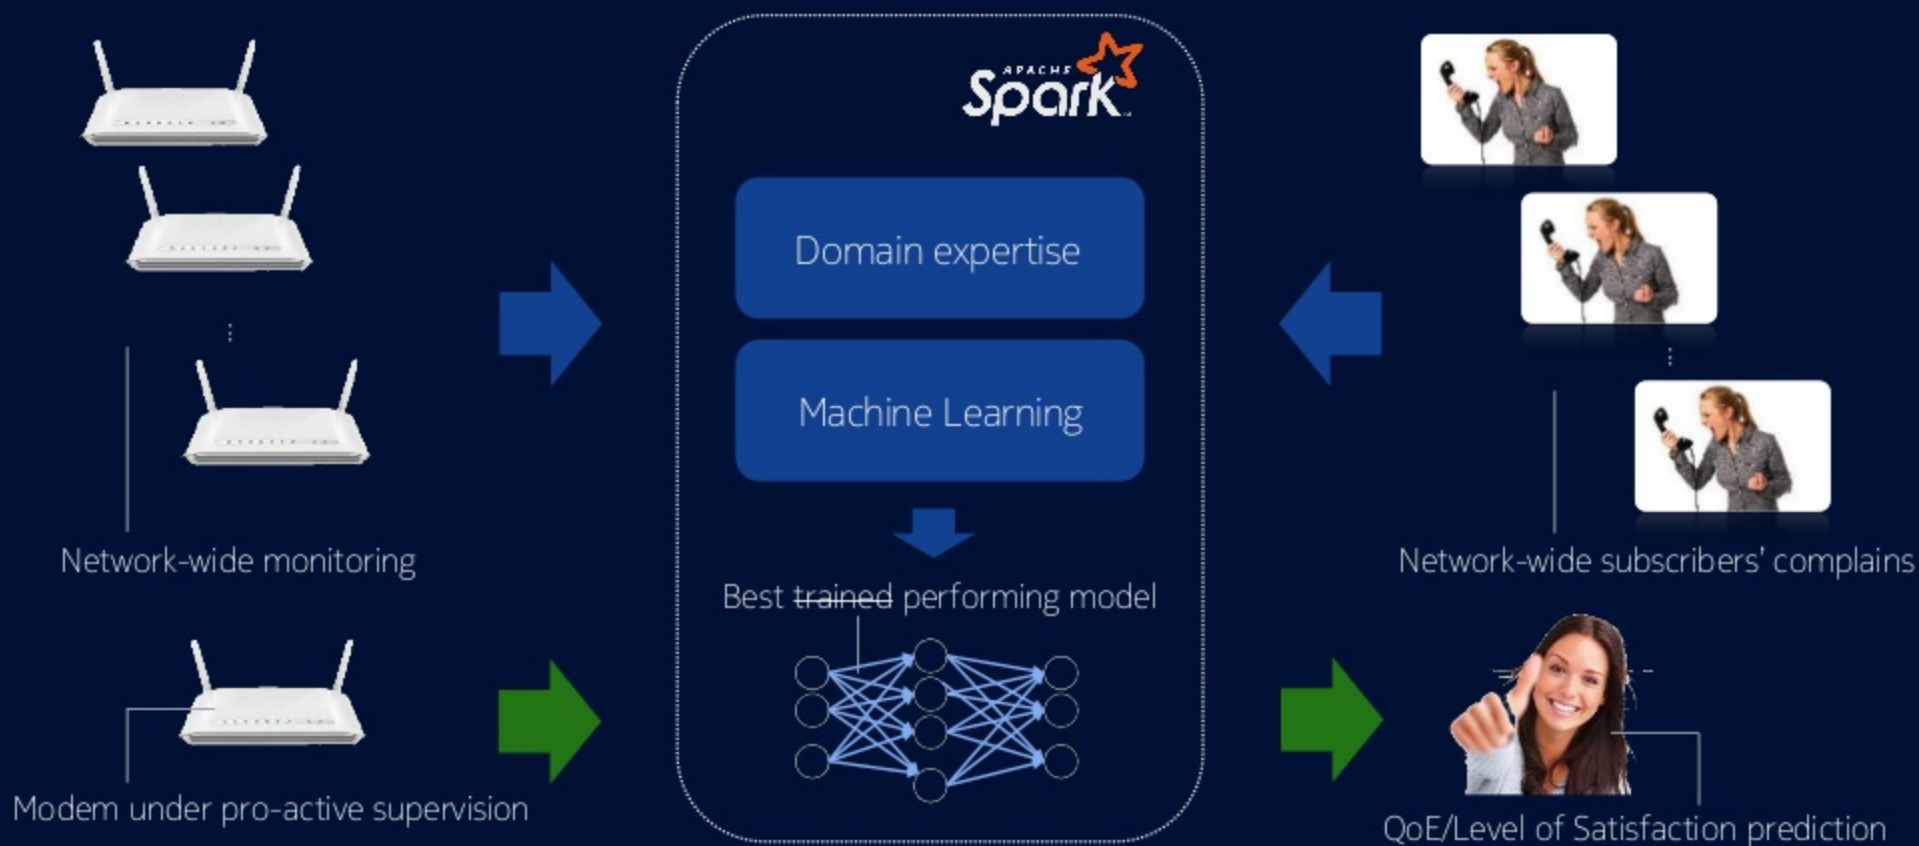 APACHE
Spark
Domain expertise
Machine Learning
Network-wide monitoring
Network-wide subscribers' complains
Best trained performing model
Modem under pro-active supervision
QoE/Level of Satisfaction prediction